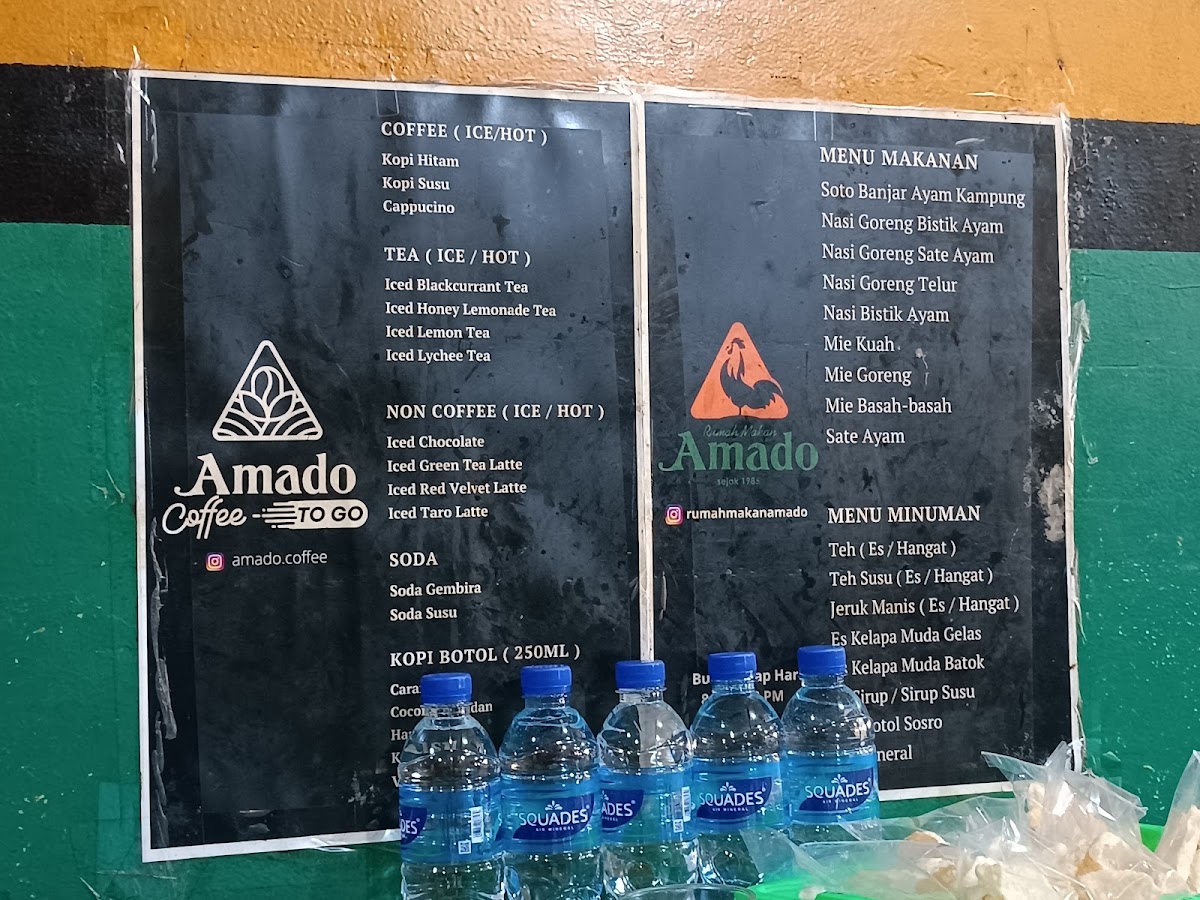 COFFEE ( ICE/HOT )
Kopi Hitam
Kopi Susu
Cappucino
TEA ( ICE / HOT )
Iced Blackcurrant Tea
Iced Honey Lemonade Tea
Iced Lemon Tea
Iced Lychee Tea
NON COFFEE ( ICE / HOT )
Iced Chocolate
Iced Green Tea Latte
Iced Red Velvet Latte
Iced Taro Latte
SODA
Soda Gembira
Soda Susu
KOPI BOTOL ( 250ML )
Amado
Coffee TO GO
amado.coffee
MENU MAKANAN
Soto Banjar Ayam Kampung
Nasi Goreng Bistik Ayam
Nasi Goreng Sate Ayam
Nasi Goreng Telur
Nasi Bistik Ayam
Mie Kuah
Mie Goreng
Mie Basah-basah
Sate Ayam
Rumah Makan
Amado
sejak 1985
rumahmakanamado
MENU MINUMAN
Teh ( Es / Hangat )
Teh Susu ( Es / Hangat )
Jeruk Manis ( Es / Hangat )
Es Kelapa Muda Gelas
Kelapa Muda Batok
Sirup / Sirup Susu
Sosro
PM
SQUADES
AIR MINERAL
SQUADES
SQUADES
AIR MINERAL